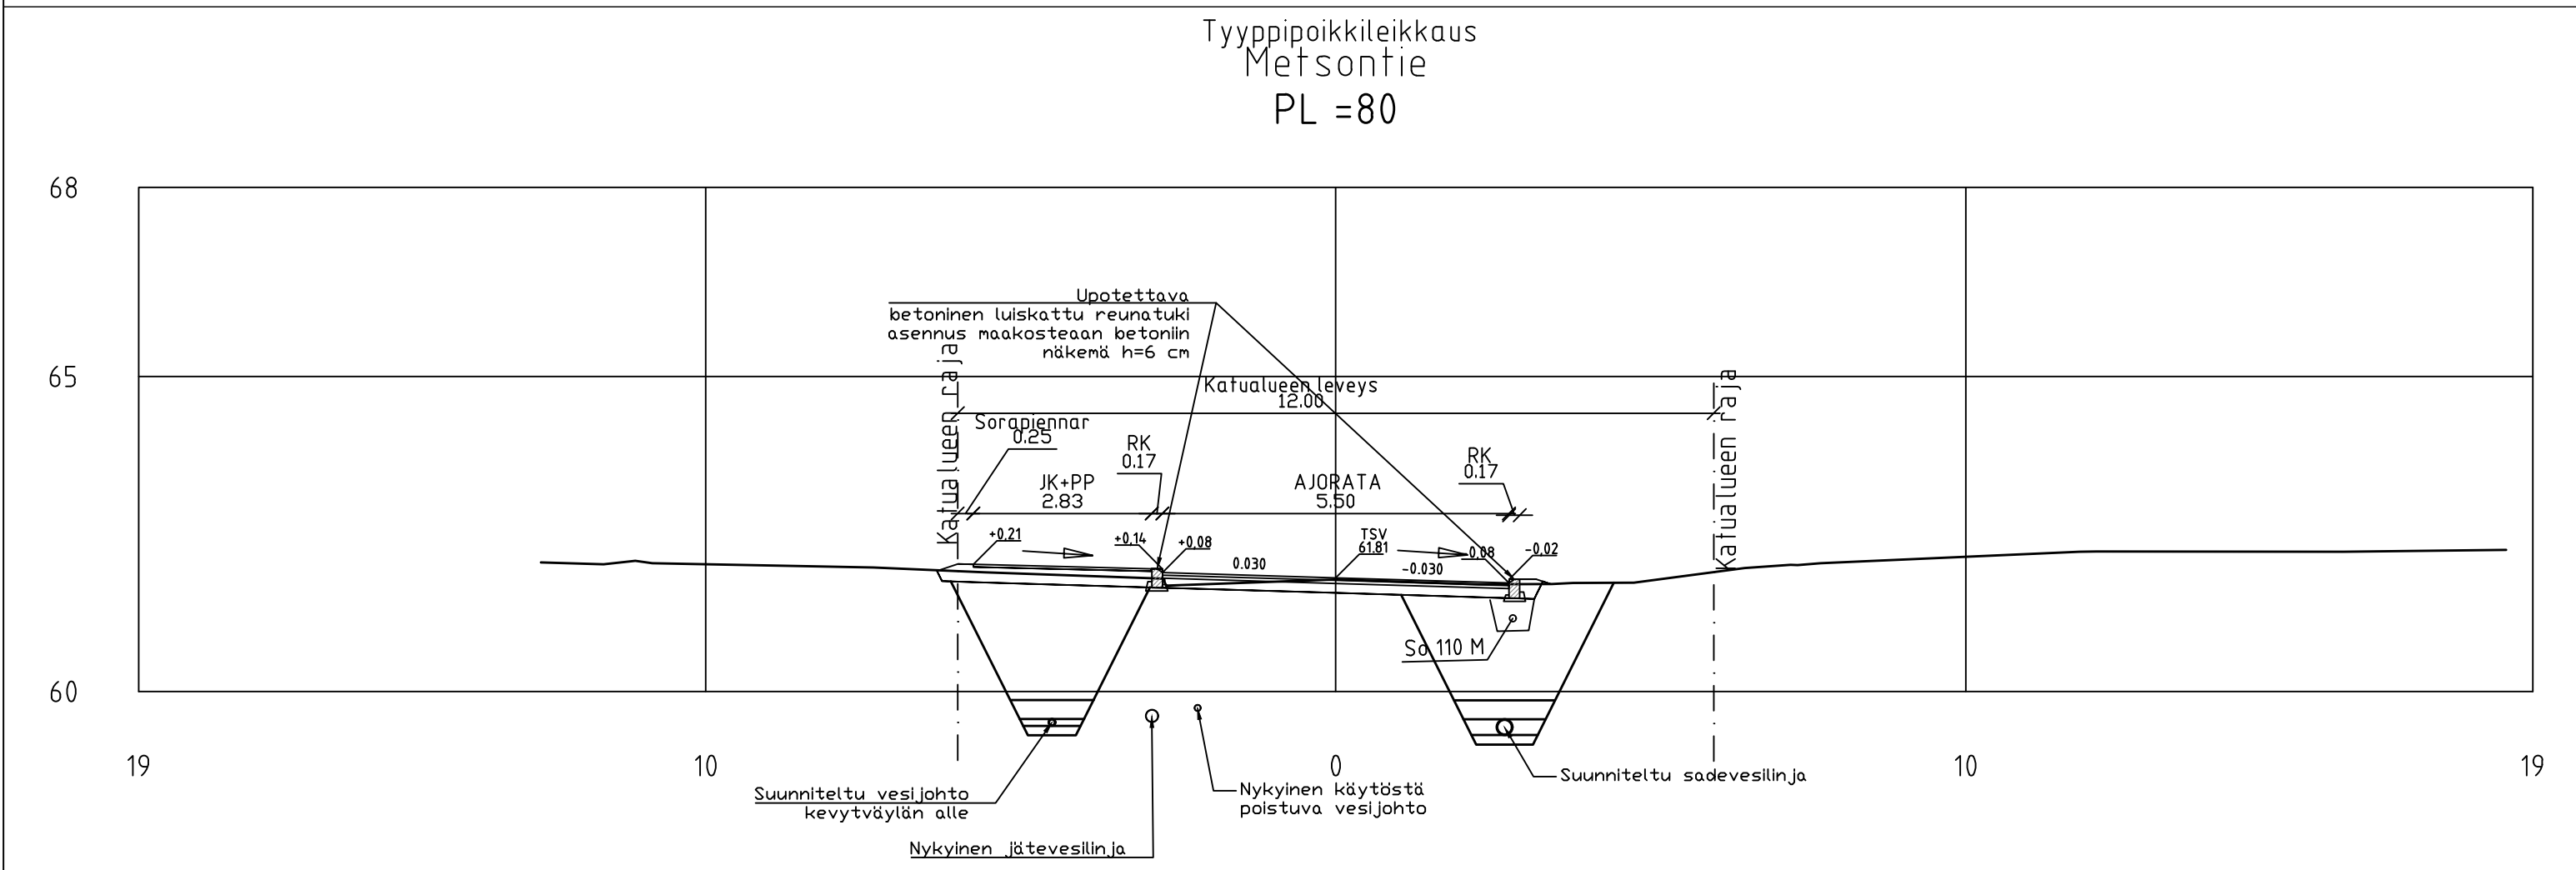 Tyyppipoikkileikkaus
Metsontie
PL =80
68
65
60
Upotettava
betoninen luiskattu reunatuki
asennus maakosteaan betoniin
näkemä h=6 cm
Katualueen raja
Katualueen leveys
12.00
Katualueen raja
Sorapiennar
0.25
RK
0.17
RK
0.17
JK+PP
2.83
AJORATA
5.50
+0,21
+0,14
+0,08
0.030
TSV
61.81
-0.030
-0,08
-0,02
So 110 M
19
10
0
10
19
Suunniteltu vesijohto
kevytväylän alle
Nykyinen käytöstä
poistuva vesijohto
Suunniteltu sadevesilinja
Nykyinen jätevesilinja